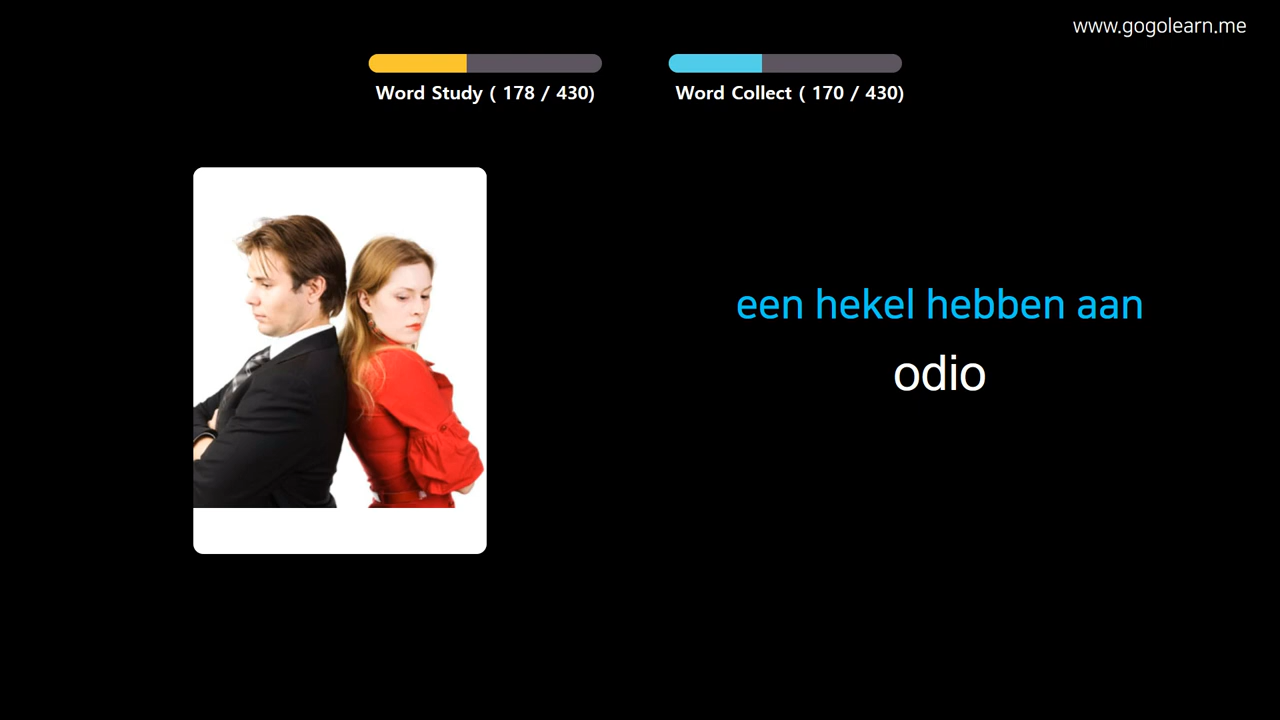 www.gogolearn.me
Word Study ( 178 / 430)
Word Collect ( 170 / 430)
een hekel hebben aan
odio